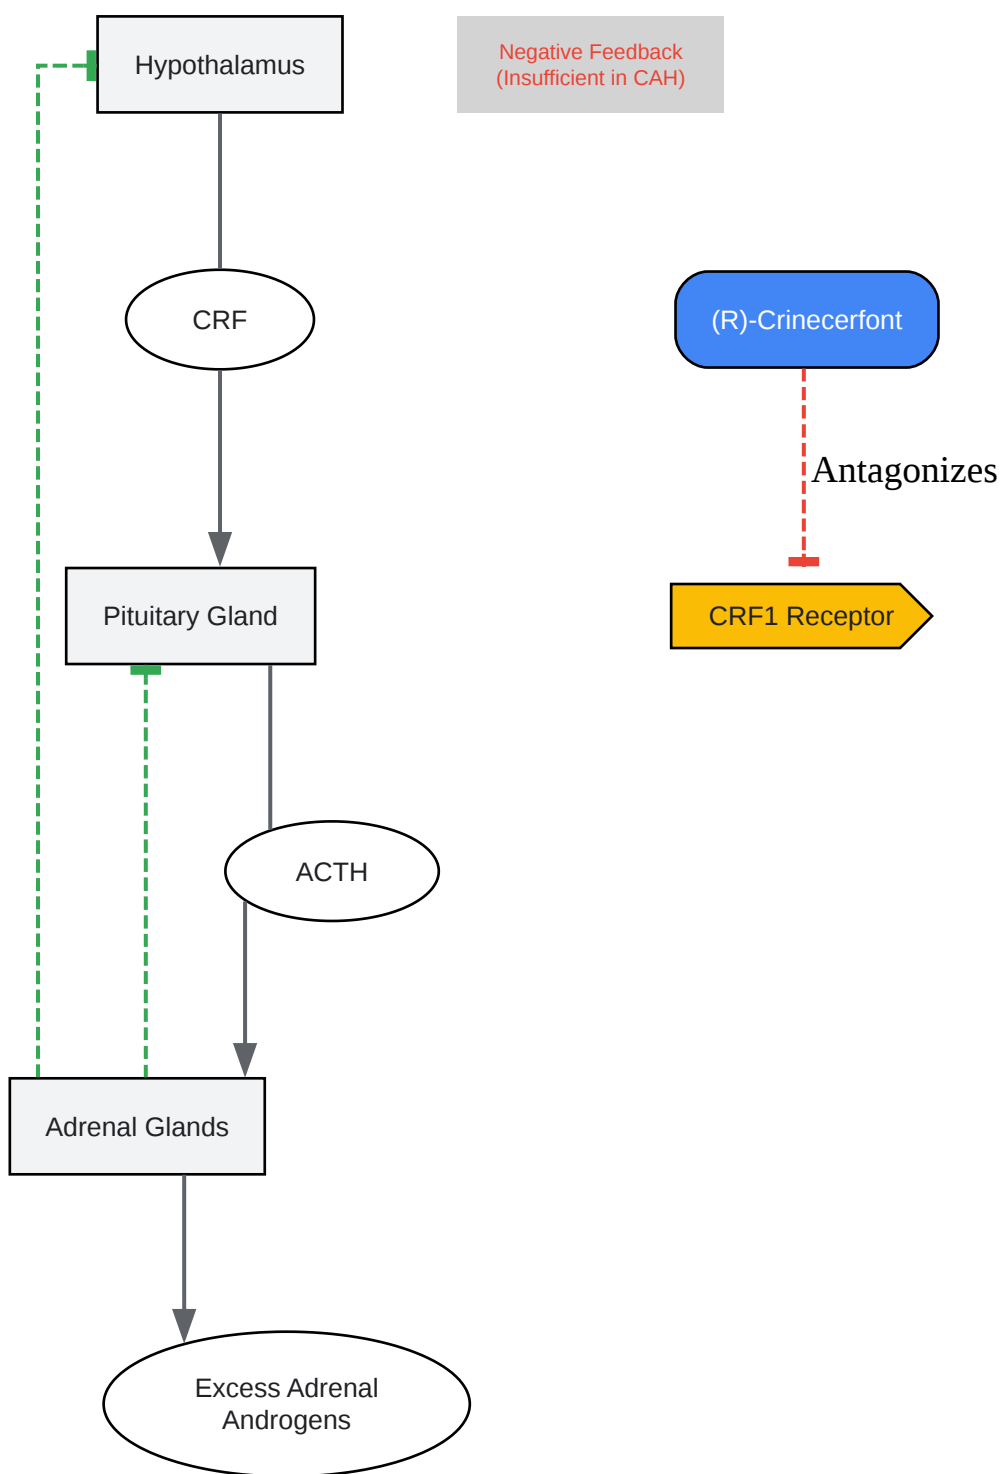 Hypothalamus
Negative Feedback
(Insufficient in CAH)
CRF
(R)-Crinecerfont
Antagonizes
Pituitary Gland
CRF1 Receptor
ACTH
Adrenal Glands
Excess Adrenal
Androgens